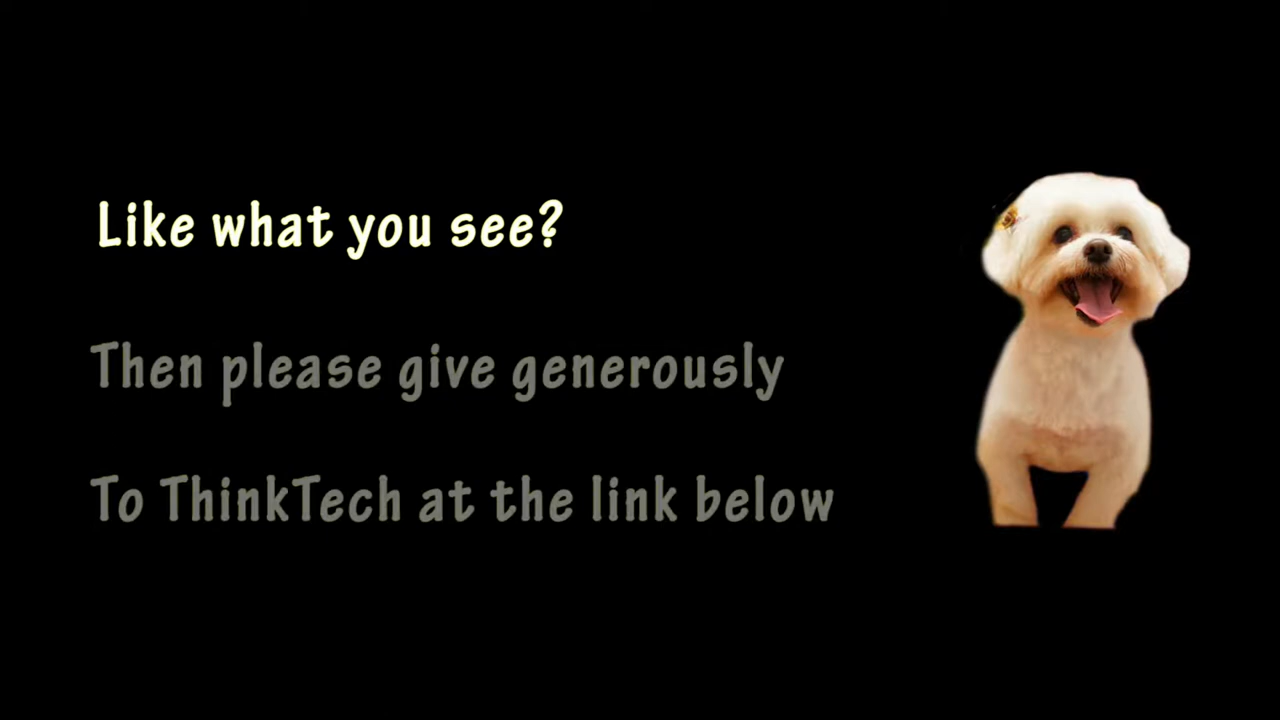 Like what you see?
Then please give generously
To ThinkTech at the link below